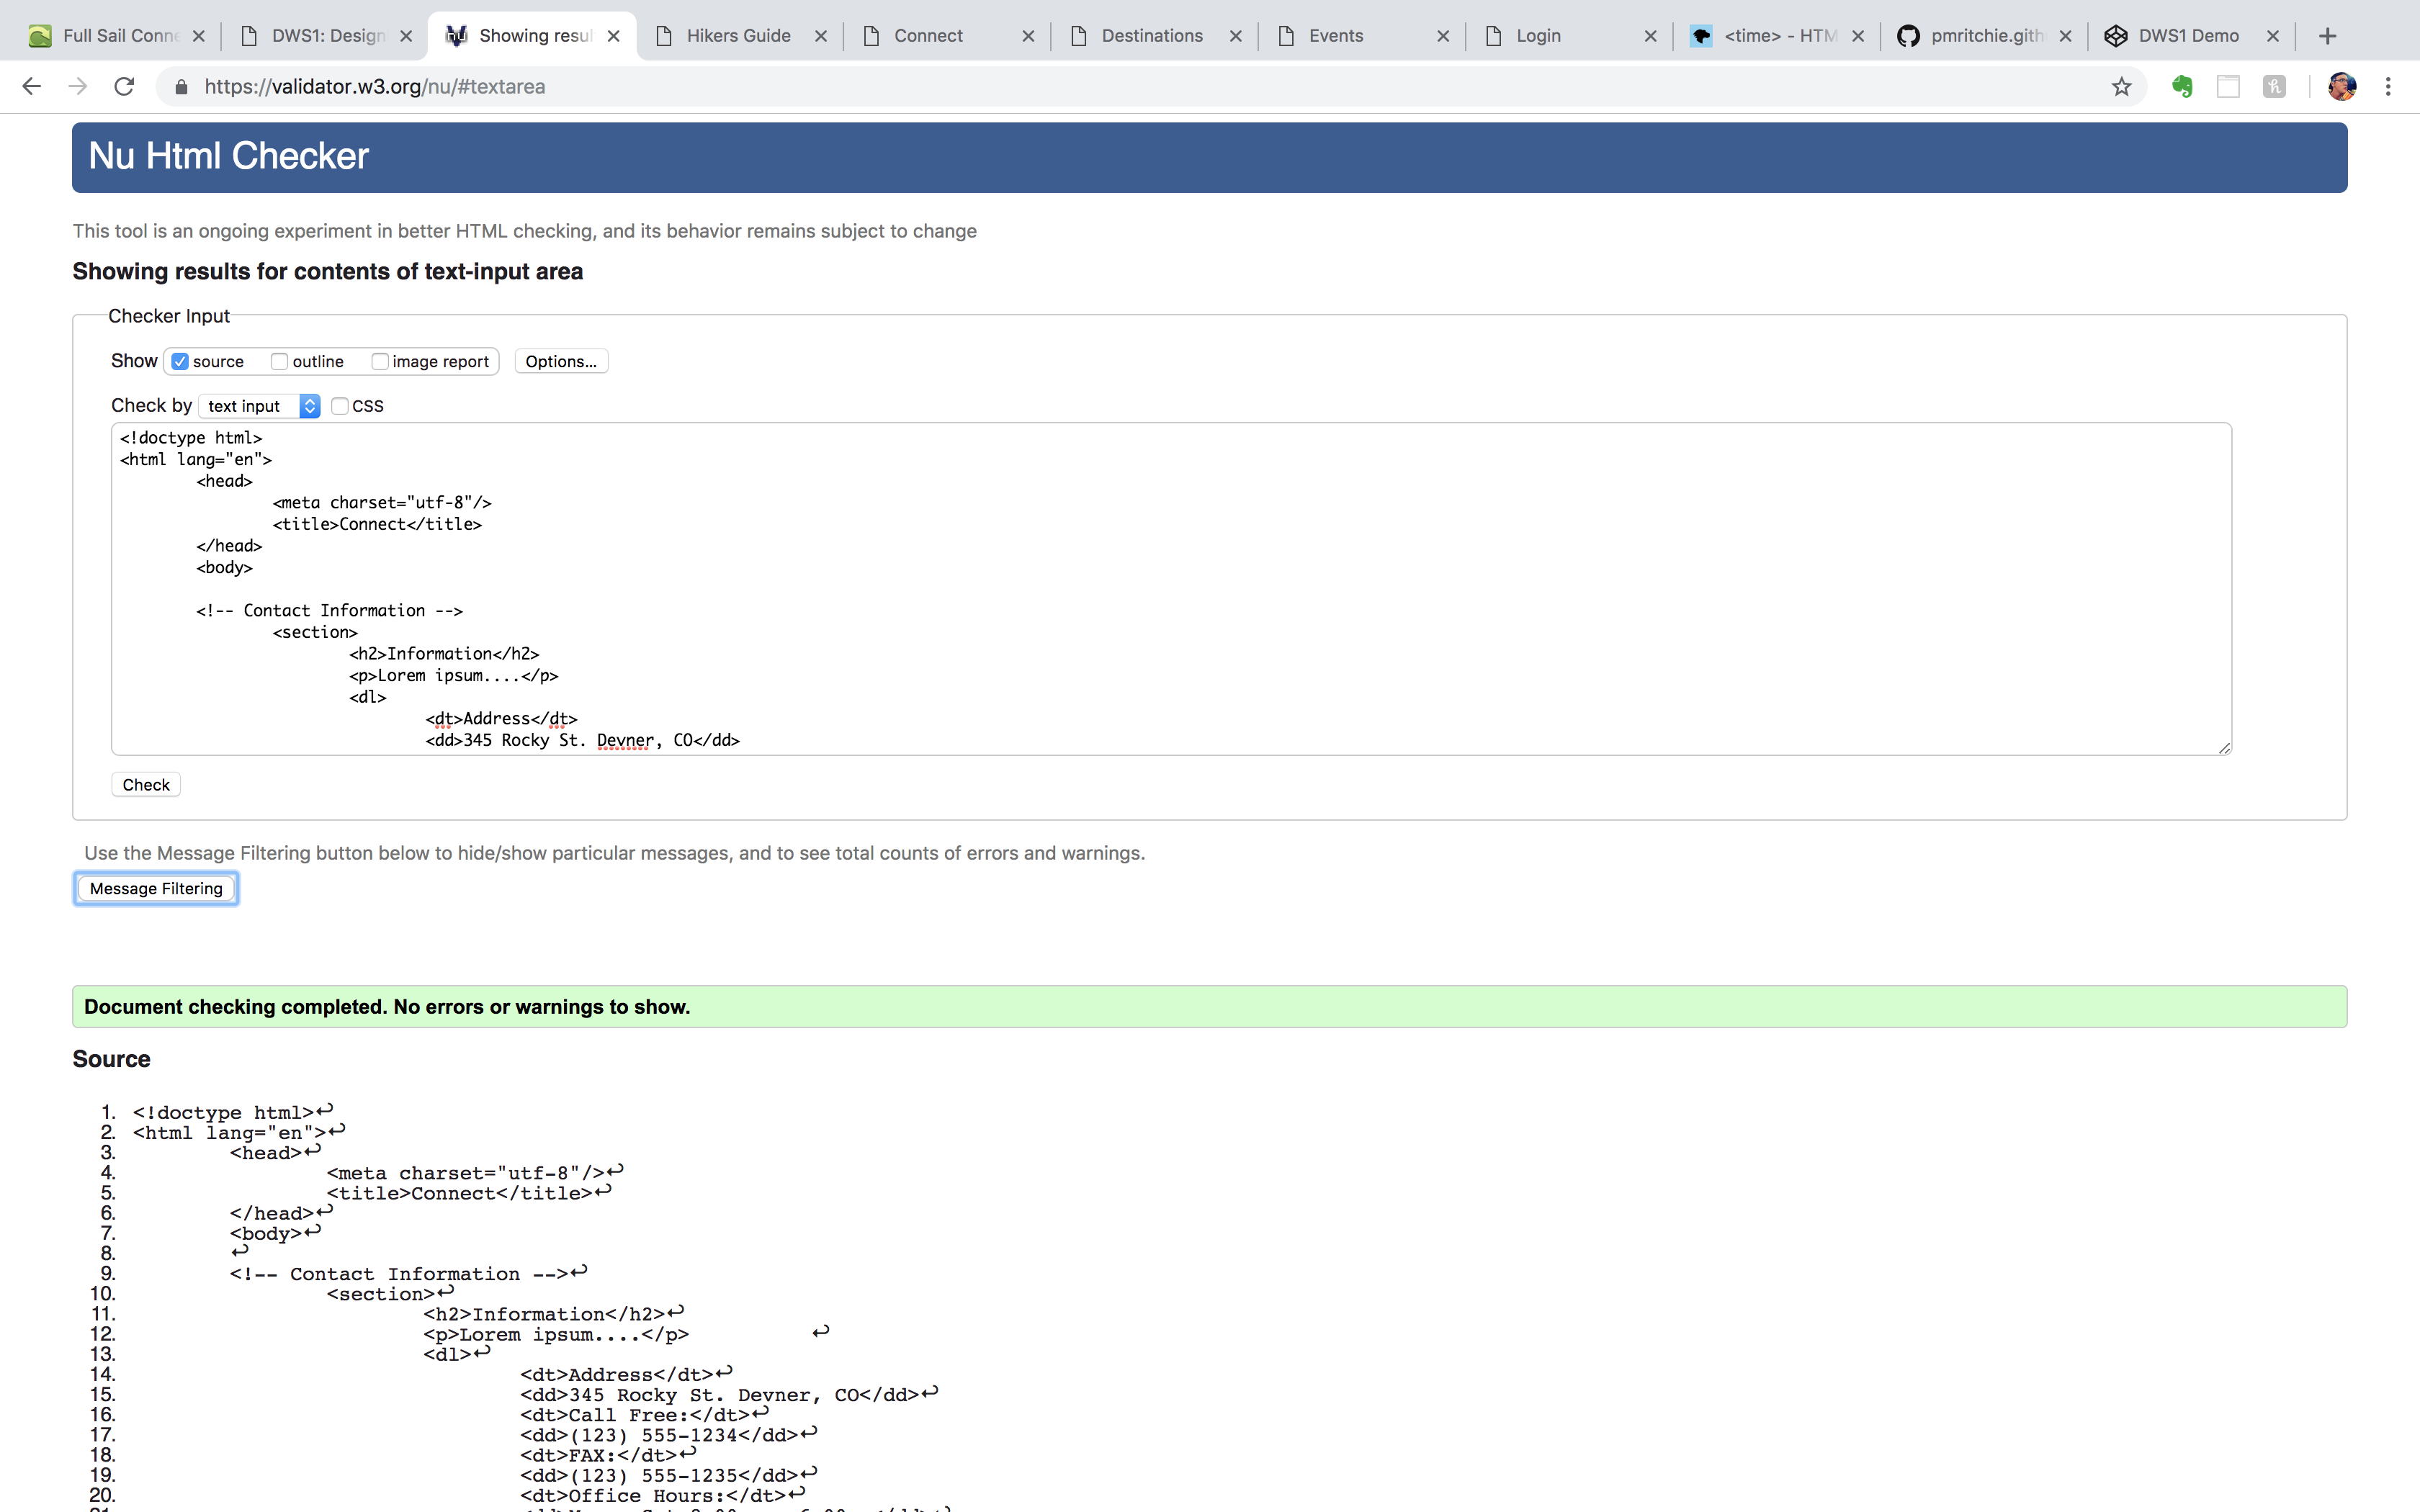 Full Sail Conne
DWS1: Design
Showing resul
Hikers Guide
Connect
Destinations
Events
Login
<time> - HTM
pmritchie.gith
DWS1 Demo
https://validator.w3.org/nu/#textarea
Nu Html Checker
This tool is an ongoing experiment in better HTML checking, and its behavior remains subject to change
Showing results for contents of text-input area
Checker Input
Show source outline image report Options...
Check by text input CSS
<!doctype html>
<html lang="en">
<head>
<meta charset="utf-8"/>
<title>Connect</title>
</head>
<body>
<!-- Contact Information -->
<section>
<h2>Information</h2>
<p>Lorem ipsum....</p>
<dl>
<dt>Address</dt>
<dd>345 Rocky St. Devner, CO</dd>
Check
Use the Message Filtering button below to hide/show particular messages, and to see total counts of errors and warnings.
Message Filtering
Document checking completed. No errors or warnings to show.
Source
1. <!doctype html>↩
2. <html lang="en">↩
3. <head>↩
4. <meta charset="utf-8"/>↩
5. <title>Connect</title>↩
6. </head>↩
7. <body>↩
8. ↩
9. <!-- Contact Information -->↩
10. <section>↩
11. <h2>Information</h2>↩
12. <p>Lorem ipsum....</p> ↩
13. <dl>↩
14. <dt>Address</dt>↩
15. <dd>345 Rocky St. Devner, CO</dd>↩
16. <dt>Call Free:</dt>↩
17. <dd>(123) 555-1234</dd>↩
18. <dt>FAX:</dt>↩
19. <dd>(123) 555-1235</dd>↩
20. <dt>Office Hours:</dt>↩